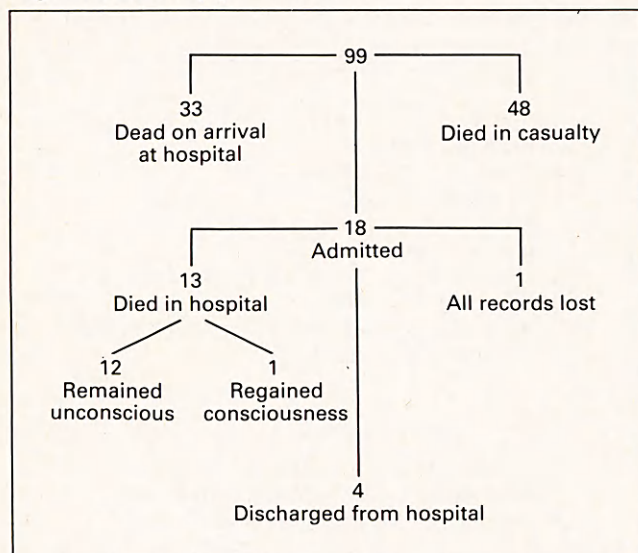 99
33
Dead on arrival
at hospital
48
Died in casualty
18
Admitted
13
Died in hospital
1
All records lost
12
Remained
unconscious
1
Regained
consciousness
4
Discharged from hospital